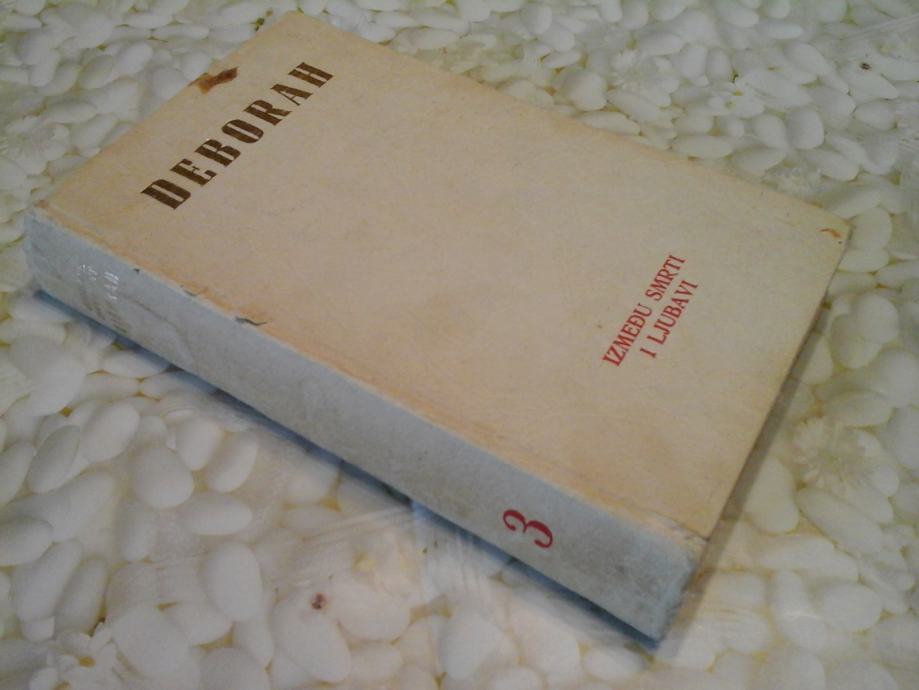 DEBORAH
IZMEĐU SMRTI
I LJUBAVI
3